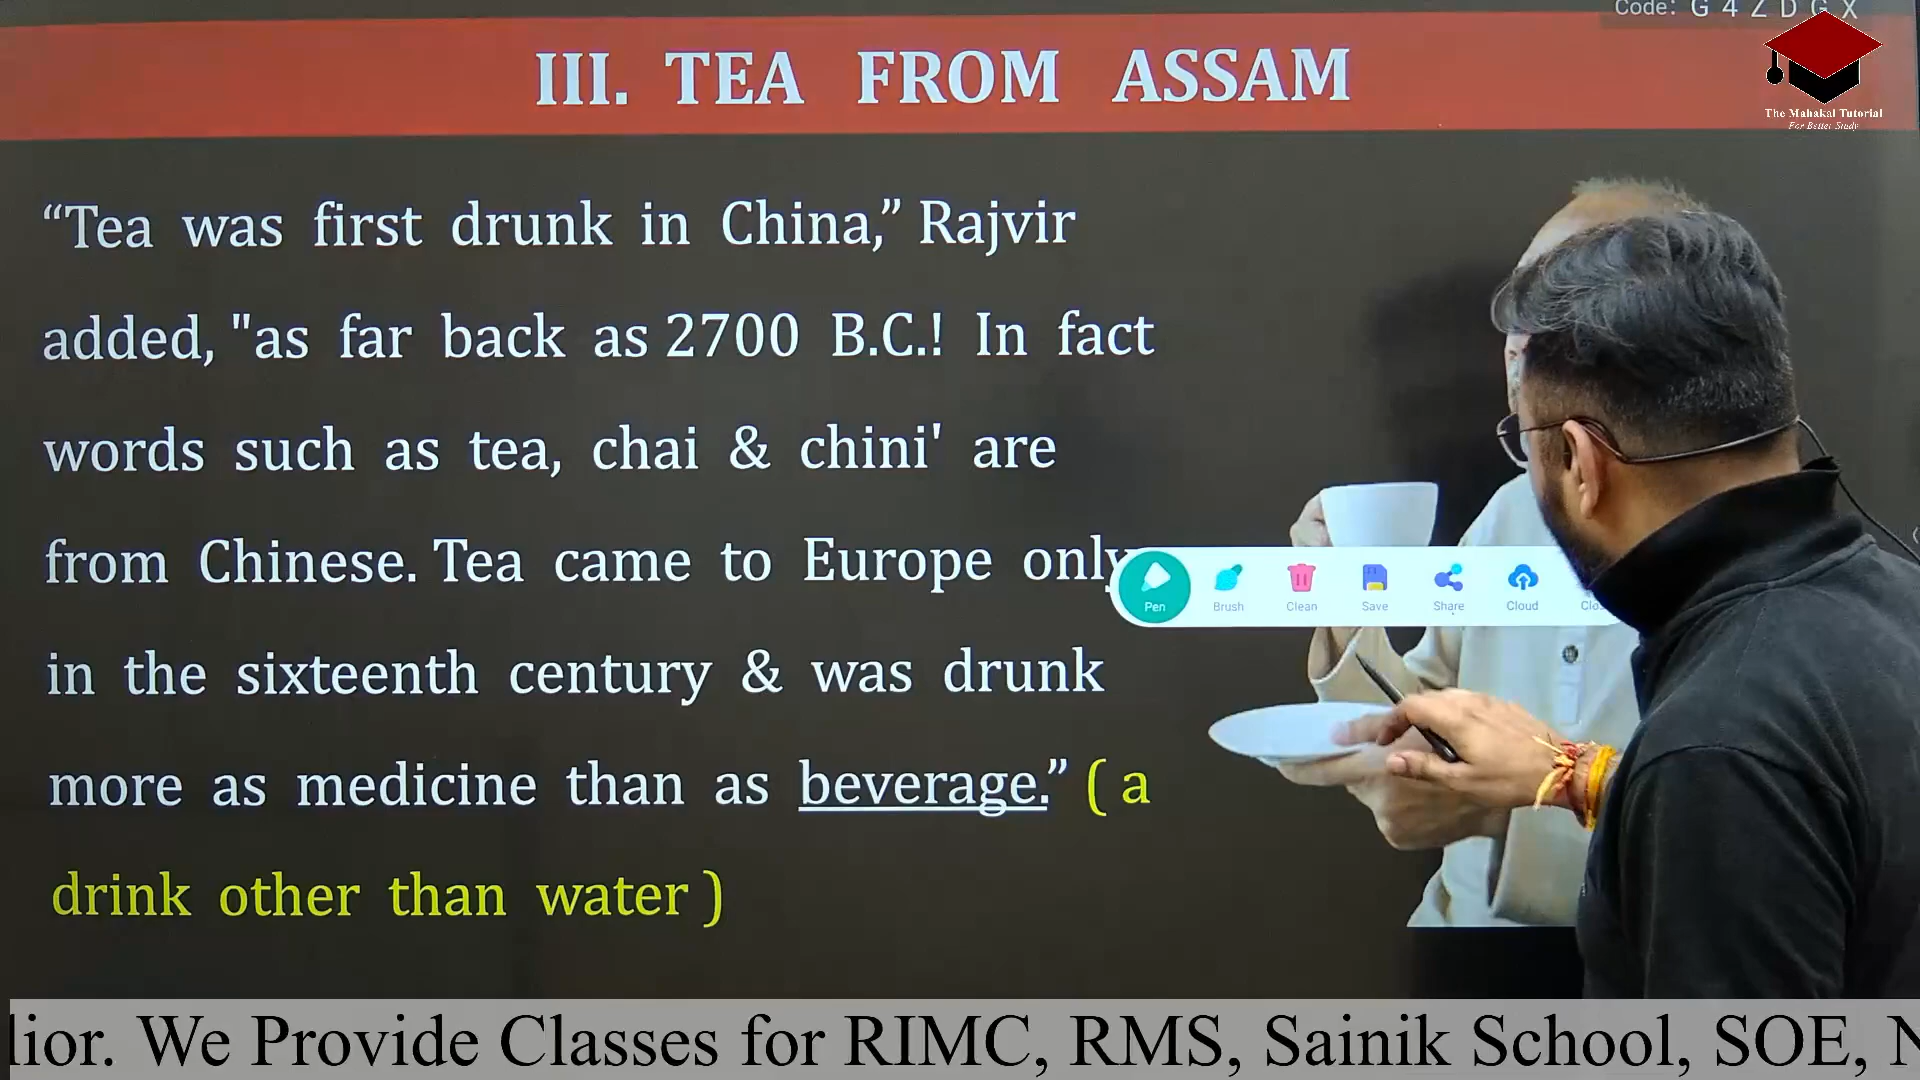 Code: G 4 Z D G X
III. TEA FROM ASSAM
The Mahakal Tutorial
For Better Study
“Tea was first drunk in China,” Rajvir
added, "as far back as 2700 B.C.! In fact
words such as tea, chai & chini' are
from Chinese. Tea came to Europe only
in the sixteenth century & was drunk
more as medicine than as beverage.” ( a
drink other than water )
Pen Brush Clean Save Share Cloud
lior. We Provide Classes for RIMC, RMS, Sainik School, SOE, N